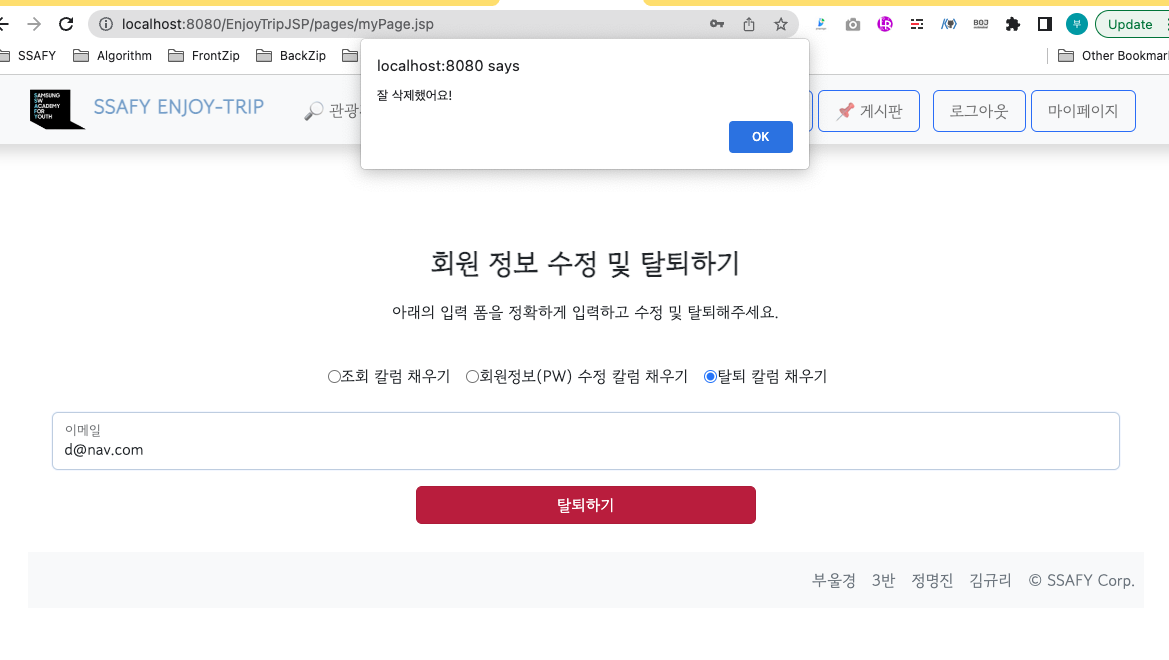 localhost:8080/EnjoyTripJSP/pages/myPage.jsp
BOJ
부
Update
SSAFY
Algorithm
FrontZip
BackZip
Other Bookmar
localhost:8080 says
잘 삭제했어요!
OK
SAMSUNG
SW
ACADEMY
FOR
YOUTH
SSAFY ENJOY-TRIP
관광
게시판
로그아웃
마이페이지
회원 정보 수정 및 탈퇴하기
아래의 입력 폼을 정확하게 입력하고 수정 및 탈퇴해주세요.
조회 칼럼 채우기 회원정보(PW) 수정 칼럼 채우기 탈퇴 칼럼 채우기
이메일
d@nav.com
탈퇴하기
부울경 3반 정명진 김규리 © SSAFY Corp.